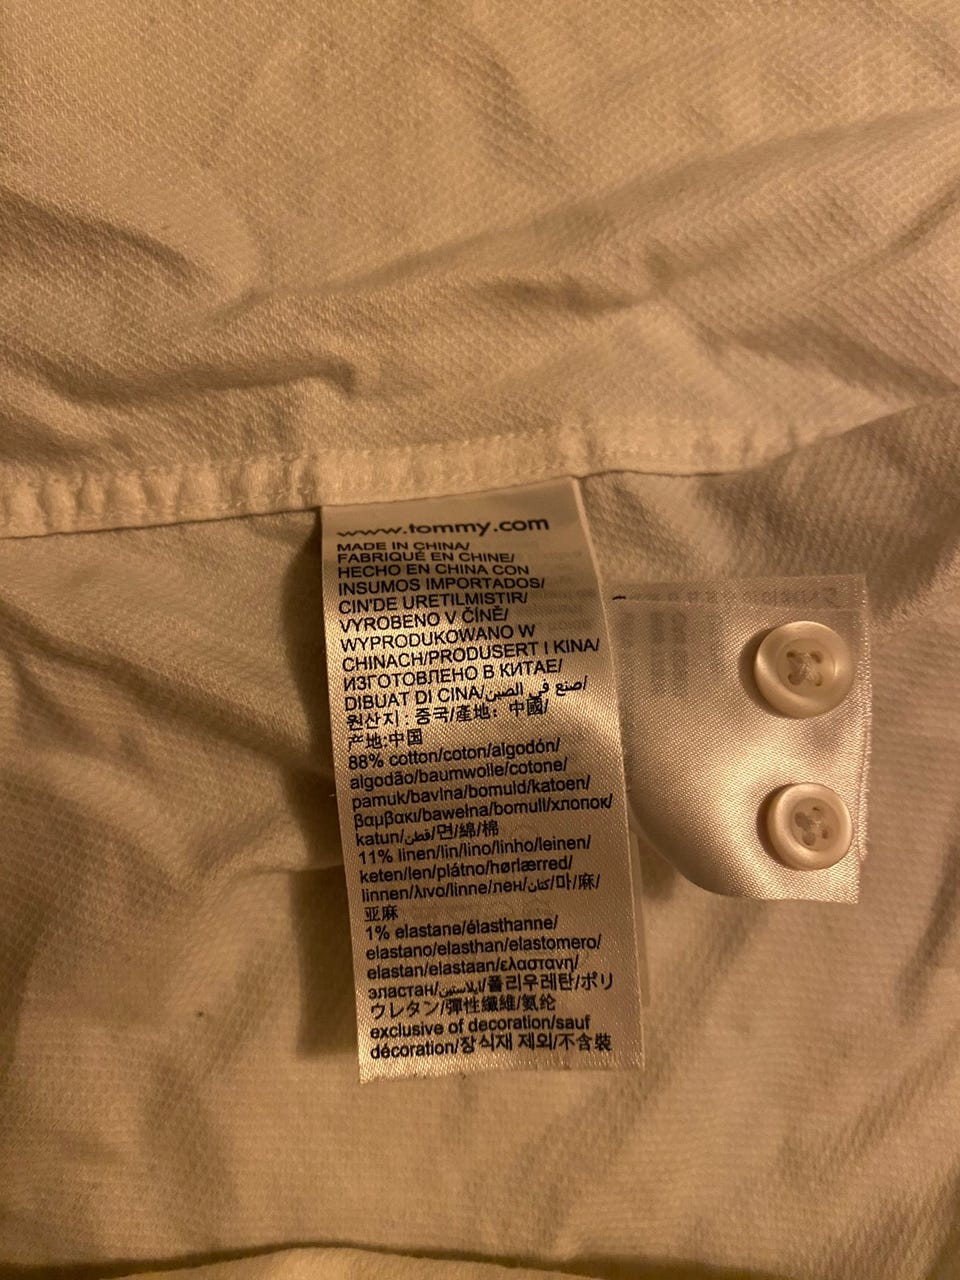 www.tommy.com
MADE IN CHINA/
FABRIQUÉ EN CHINE/
HECHO EN CHINA CON
INSUMOS IMPORTADOS/
CIN'DE URETILMISTIR/
VYROBENO V ČÍNĚ/
WYPRODUKOWANO W
CHINACH/PRODUSERT I KINA/
ИЗГОТОВЛЕНО В КИТАЕ/
DIBUAT DI CINA/صنع في الصين/
원산지 : 중국/產地：中國/
产地:中国
88% cotton/coton/algodón/
algodão/baumwolle/cotone/
pamuk/bavlna/bomuld/katoen/
βαμβακι/bawełna/bomull/хлопок/
katun/قطن/면/綿/棉
11% linen/lin/lino/linho/leinen/
keten/len/plátno/hørlærred/
linnen/λινο/linne/лен/كتان/마/麻/
亚麻
1% elastane/élasthanne/
elastano/elasthan/elastomero/
elastan/elastaan/ελαστανη/
эластан/ايلاستين/폴리우레탄/ポリ
ウレタン/彈性纖維/氨纶
exclusive of decoration/sauf
décoration/장식재 제외/不含裝